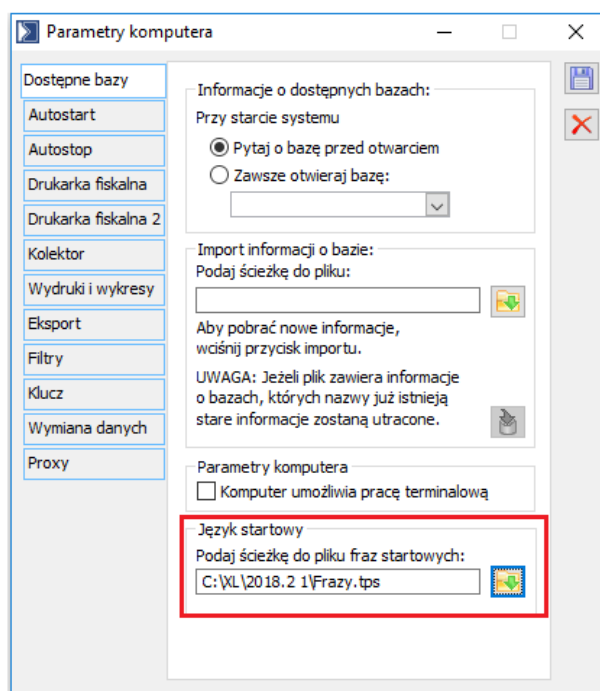 Parametry komputera
Dostępne bazy
Autostart
Autostop
Drukarka fiskalna
Drukarka fiskalna 2
Kolektor
Wydruki i wykresy
Eksport
Filtry
Klucz
Wymiana danych
Proxy
Informacje o dostępnych bazach:
Przy starcie systemu
Pytaj o bazę przed otwarciem
Zawsze otwieraj bazę:
Import informacji o bazie:
Podaj ścieżkę do pliku:
Aby pobrać nowe informacje,
wciśnij przycisk importu.
UWAGA: Jeżeli plik zawiera informacje
o bazach, których nazwy już istnieją
stare informacje zostaną utracone.
Parametry komputera
Komputer umożliwia pracę terminalową
Język startowy
Podaj ścieżkę do pliku fraz startowych:
C:\XL\2018.2 1\Frazy.tps